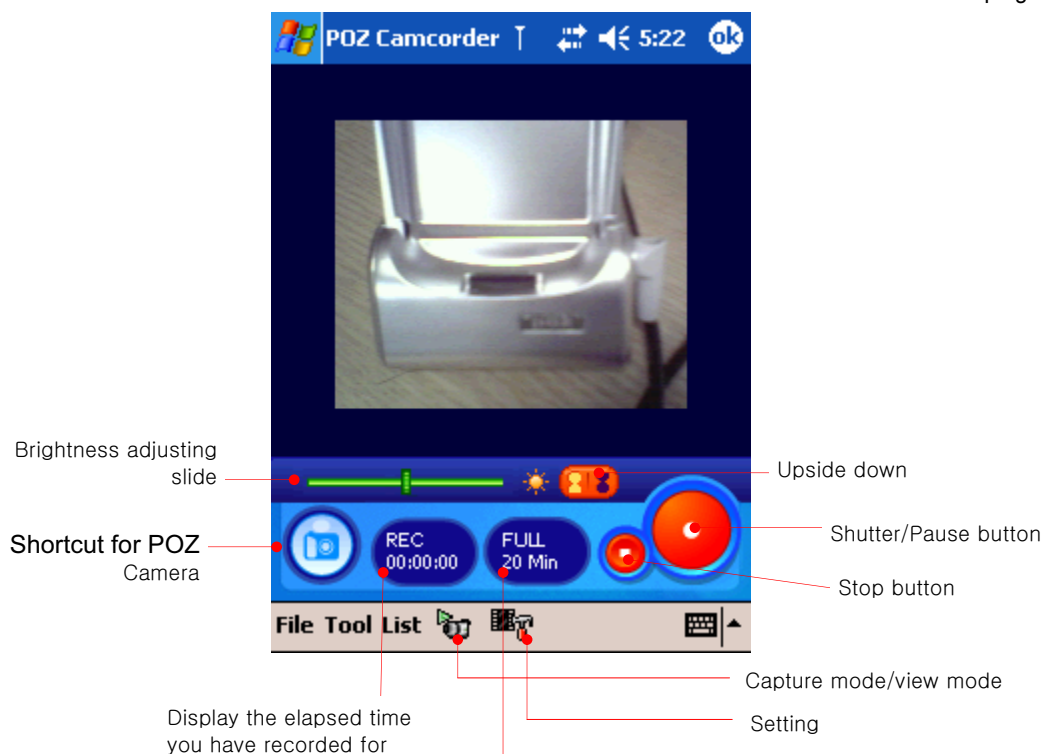 POZ Camcorder 5:22 ok
Brightness adjusting
slide
Upside down
Shortcut for POZ
Camera
REC
00:00:00
FULL
20 Min
Shutter/Pause button
Stop button
File Tool List
Capture mode/view mode
Setting
Display the elapsed time
you have recorded for